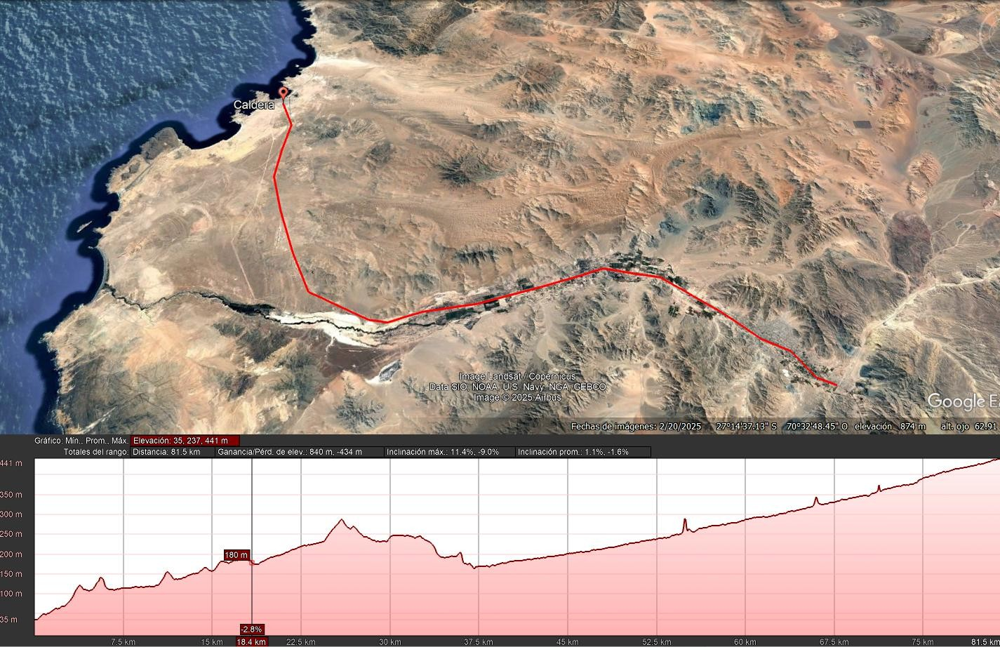 Caldera
Image Landsat / Copernicus
Data SIO, NOAA, U.S. Navy, NGA, GEBCO
Image © 2025 Airbus
Google E
Fechas de imágenes: 2/20/2025 27°14'37.13" S 70°32'48.45" O elevación 874 m alt. ojo 62.91
Gráfico: Mín.. Prom., Máx. Elevación: 35, 237, 441 m
Totales del rango: Distancia: 81.5 km Ganancia/Pérd. de elev.: 840 m, -434 m Inclinación máx.: 11.4%, -9.0% Inclinación prom.: 1.1%, -1.6%
441 m
350 m
300 m
250 m
200 m
180 m
150 m
100 m
35 m
-2.8%
7.5 km 15 km 18.4 km 22.5 km 30 km 37.5 km 45 km 52.5 km 60 km 67.5 km 75 km 81.5 km